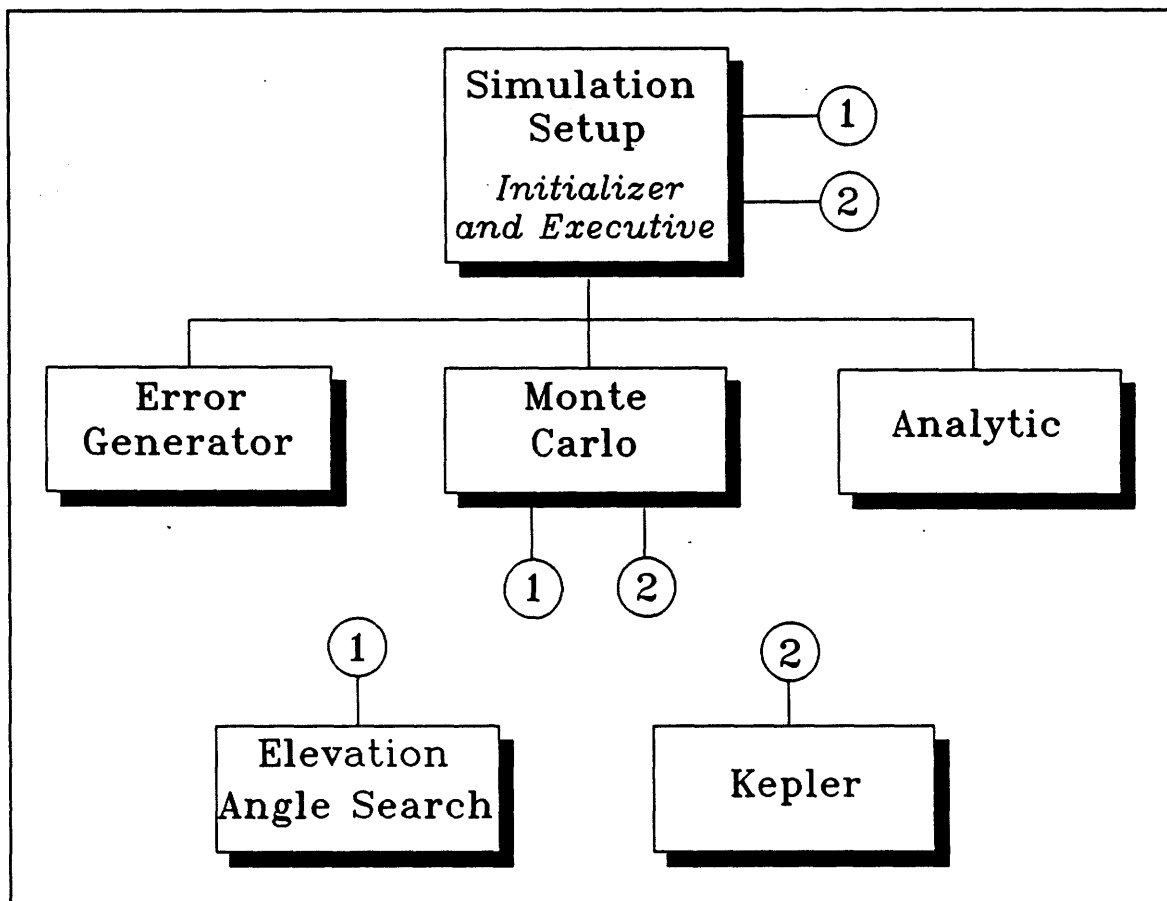 Simulation
Setup
Initializer
and Executive
1
2
Error
Generator
Monte
Carlo
Analytic
1
2
1
2
Elevation
Angle Search
Kepler